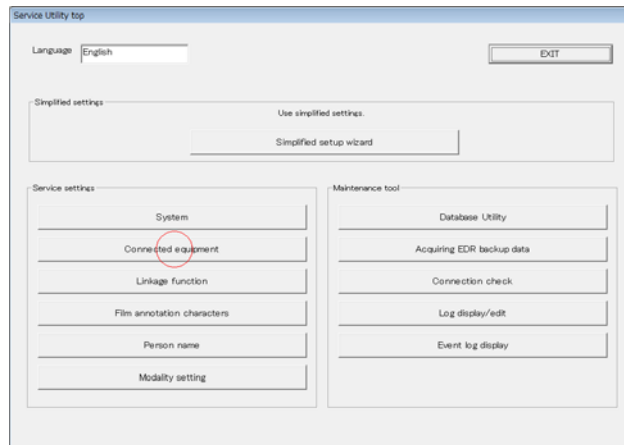 Service Utility top
Language English
EXIT
Simplified settings
Use simplified settings.
Simplified setup wizard
Service settings
System
Connected equipment
Linkage function
Film annotation characters
Person name
Modality setting
Maintenance tool
Database Utility
Acquiring EDR backup data
Connection check
Log display/edit
Event log display